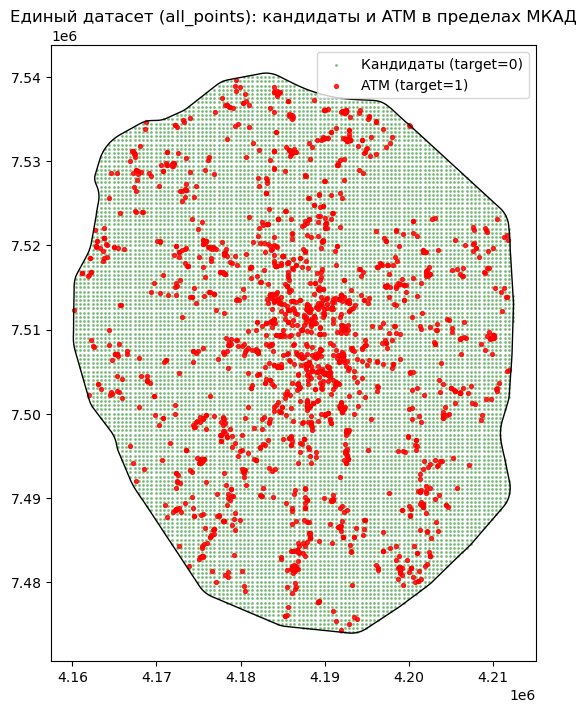 Единый датасет (all_points): кандидаты и ATM в пределах МКАД
1e6
Кандидаты (target=0)
ATM (target=1)
7.54
7.53
7.52
7.51
7.50
7.49
7.48
4.16 4.17 4.18 4.19 4.20 4.21
1e6